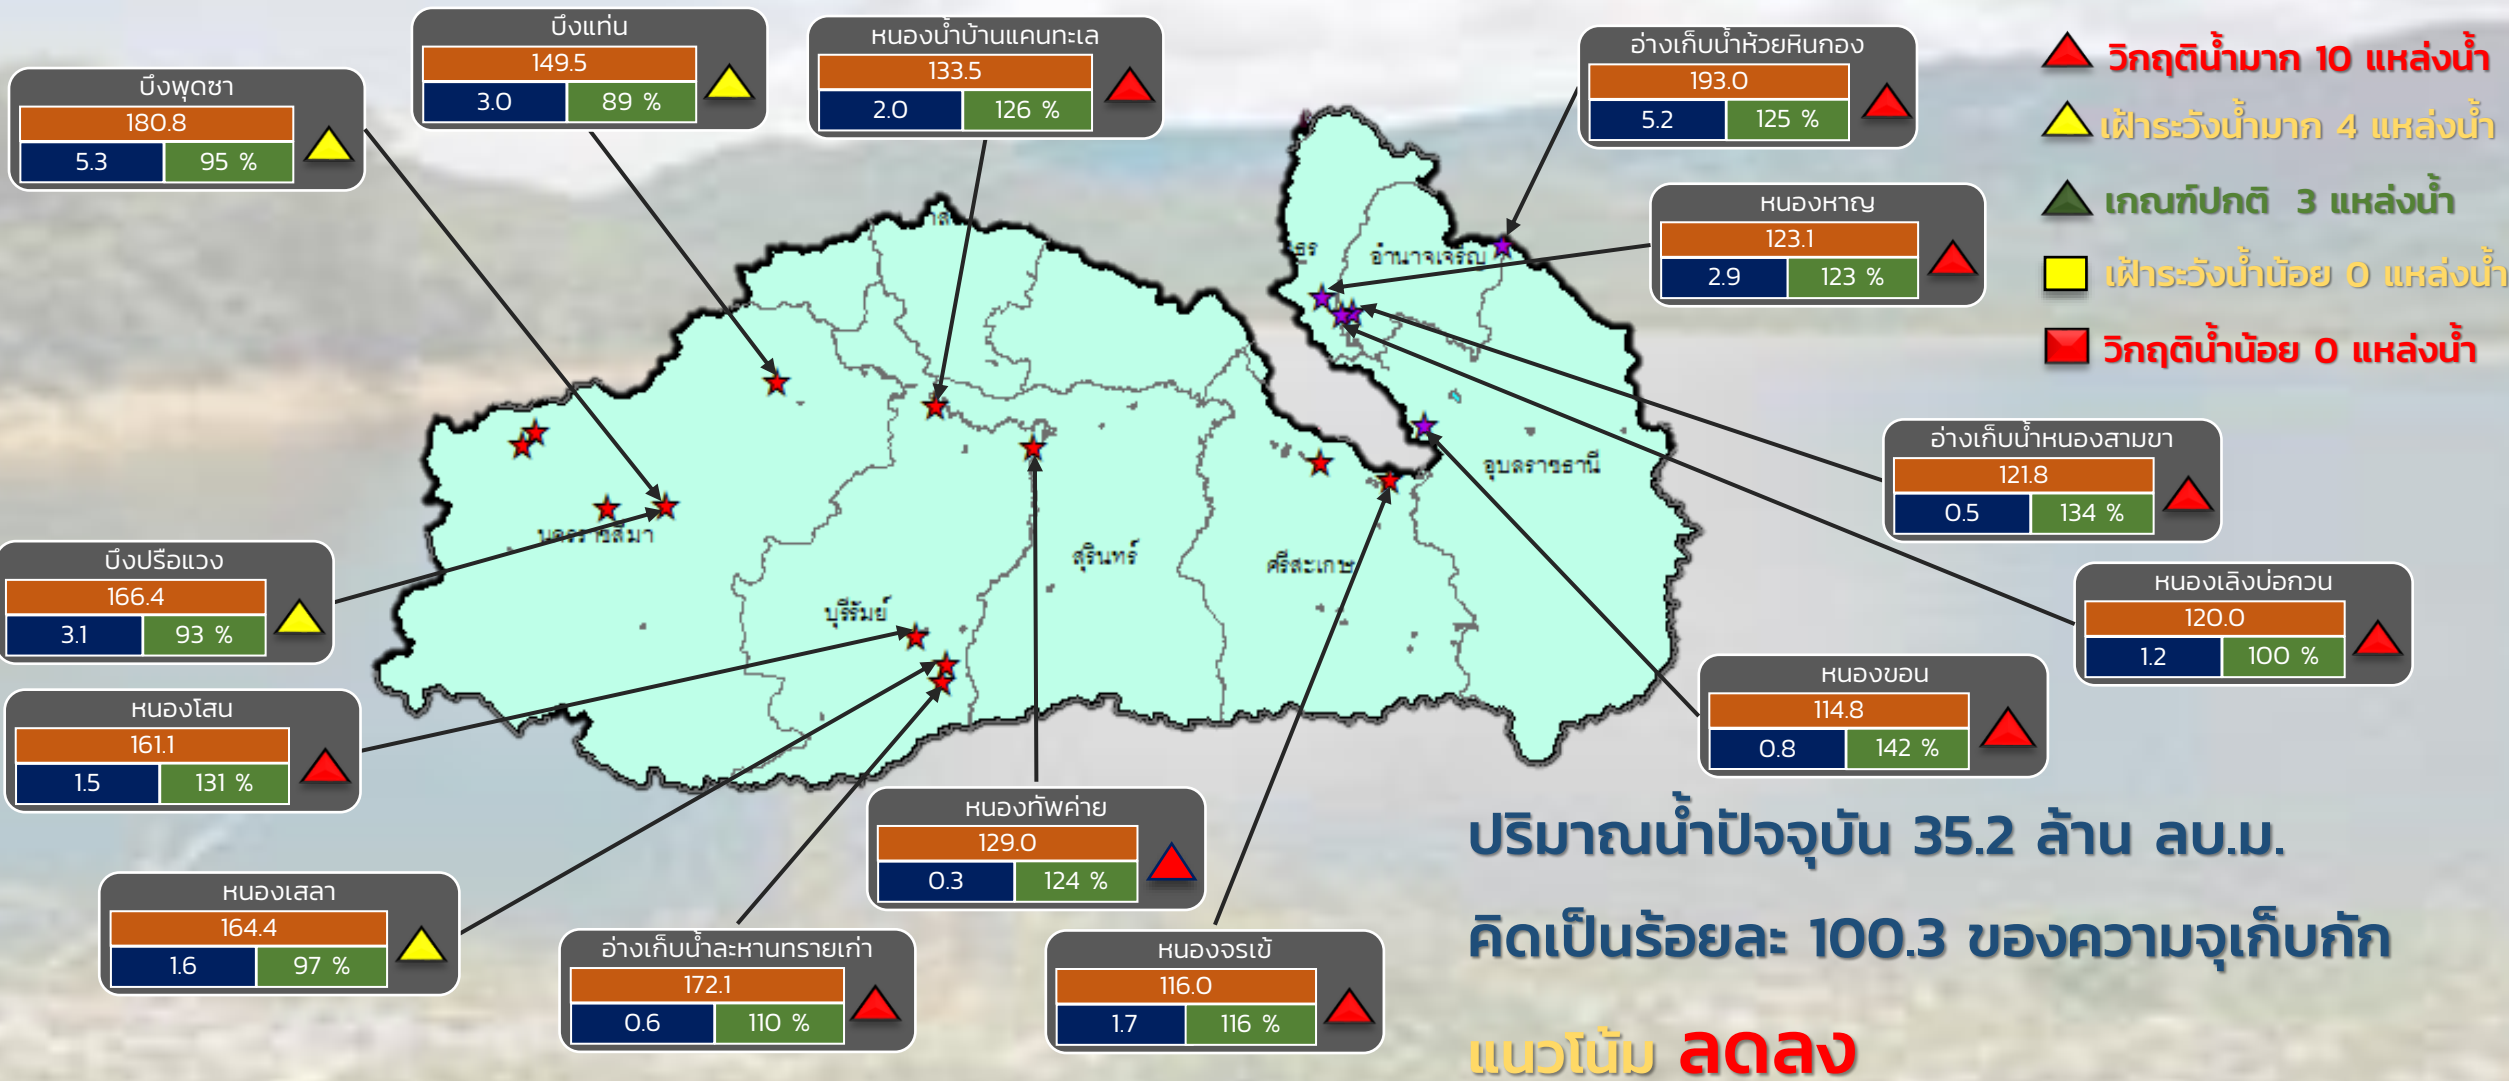 บึงแท่น
149.5
3.0 89 %
หนองน้ำบ้านแคนทะเล
133.5
2.0 126 %
อ่างเก็บน้ำห้วยหินกอง
193.0
5.2 125 %
วิกฤติน้ำมาก 10 แหล่งน้ำ
เฝ้าระวังน้ำมาก 4 แหล่งน้ำ
เกณฑ์ปกติ 3 แหล่งน้ำ
เฝ้าระวังน้ำน้อย 0 แหล่งน้ำ
วิกฤติน้ำน้อย 0 แหล่งน้ำ
บึงพุดซา
180.8
5.3 95 %
หนองหาญ
123.1
2.9 123 %
อำนาจเจริญ
อ่างเก็บน้ำหนองสามขา
121.8
0.5 134 %
อุบลราชธานี
นครราชสีมา
สุรินทร์
ศรีสะเกษ
บุรีรัมย์
บึงปรือแวง
166.4
3.1 93 %
หนองเลิงบ่อกวน
120.0
1.2 100 %
หนองขอน
114.8
0.8 142 %
หนองโสน
161.1
1.5 131 %
หนองทัพค่าย
129.0
0.3 124 %
หนองเสลา
164.4
1.6 97 %
อ่างเก็บน้ำละหานทรายเก่า
172.1
0.6 110 %
หนองจรเข้
116.0
1.7 116 %
ปริมาณน้ำปัจจุบัน 35.2 ล้าน ลบ.ม.
คิดเป็นร้อยละ 100.3 ของความจุเก็บกัก
แนวโน้ม ลดลง